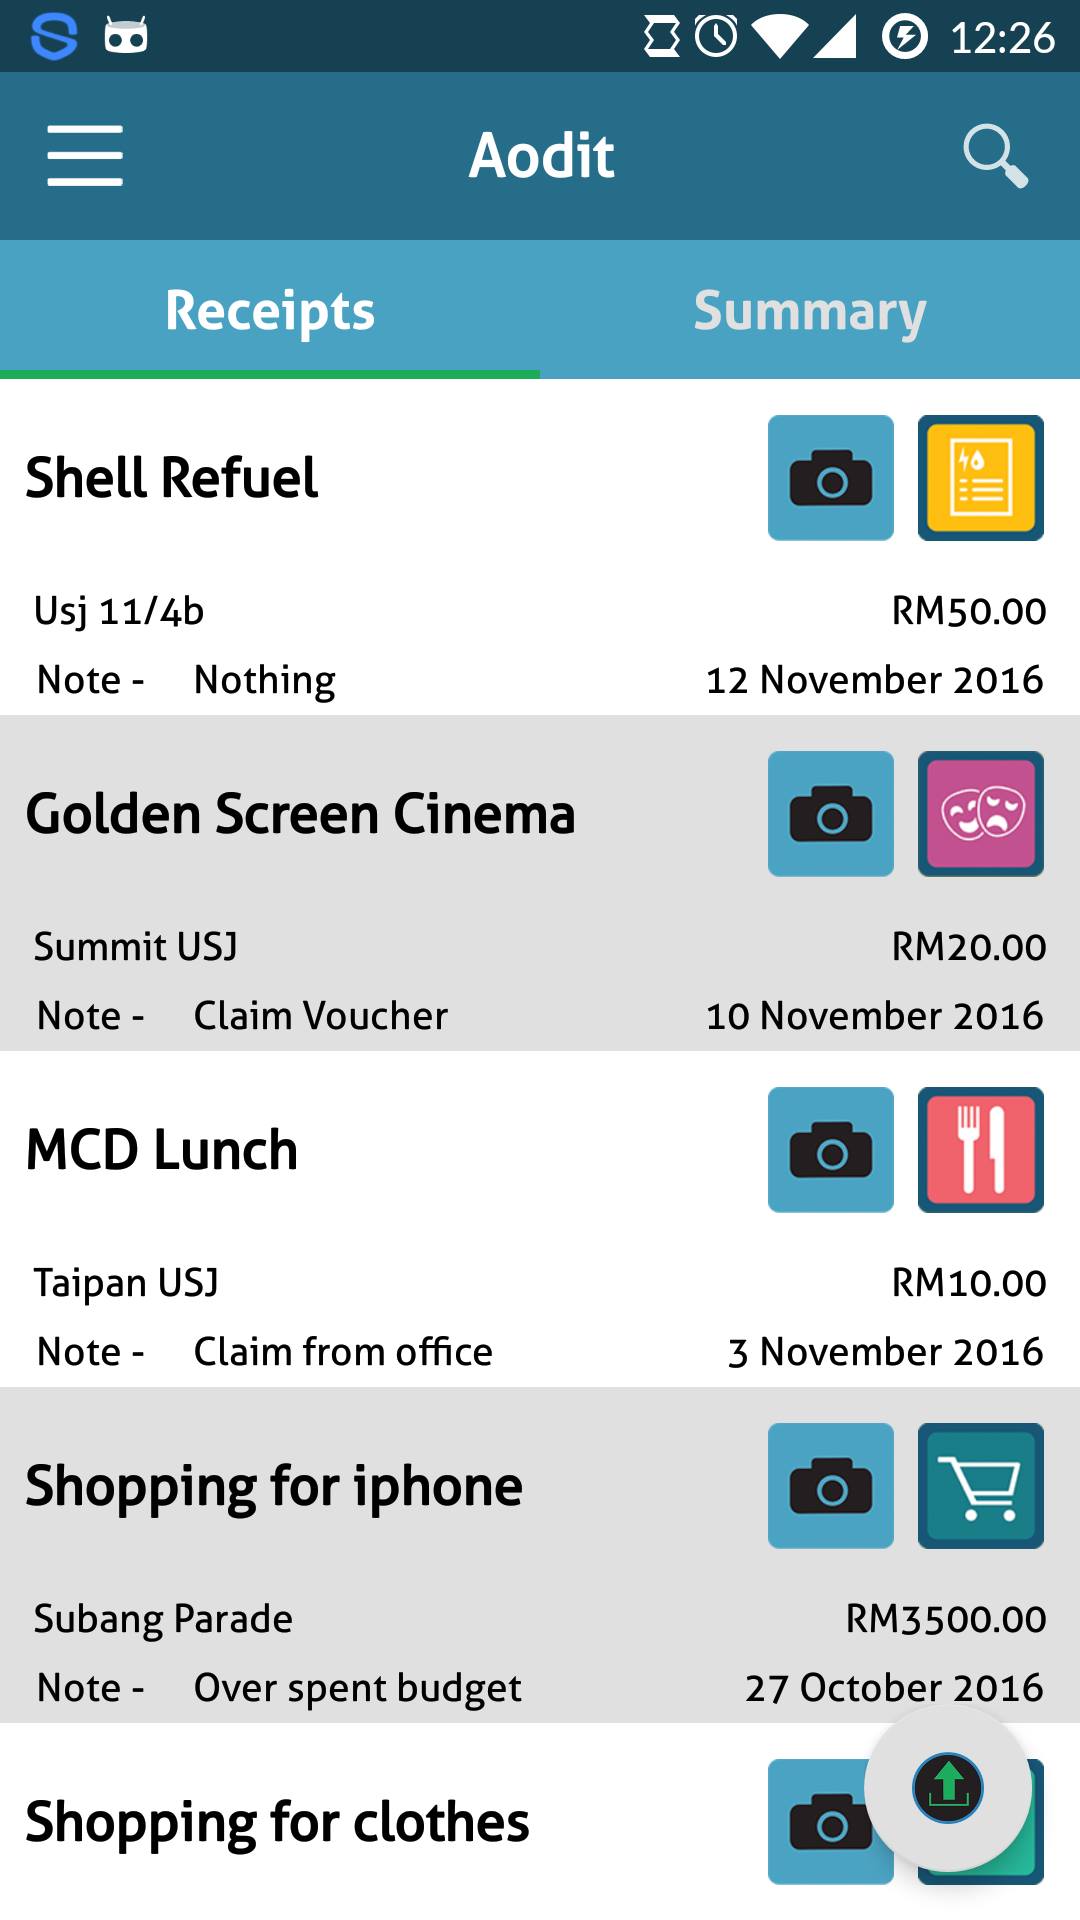 12:26
Aodit
Receipts Summary
Shell Refuel
Usj 11/4b RM50.00
Note - Nothing 12 November 2016
Golden Screen Cinema
Summit USJ RM20.00
Note - Claim Voucher 10 November 2016
MCD Lunch
Taipan USJ RM10.00
Note - Claim from office 3 November 2016
Shopping for iphone
Subang Parade RM3500.00
Note - Over spent budget 27 October 2016
Shopping for clothes